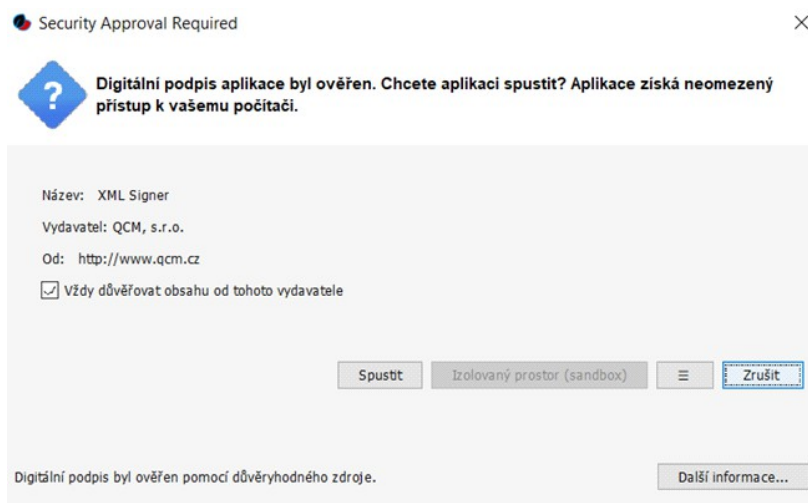 Security Approval Required
Digitální podpis aplikace byl ověřen. Chcete aplikaci spustit? Aplikace získá neomezený
přístup k vašemu počítači.
Název: XML Signer
Vydavatel: QCM, s.r.o.
Od: http://www.qcm.cz
Vždy důvěřovat obsahu od tohoto vydavatele
Spustit Izolovaný prostor (sandbox) Zrušit
Digitální podpis byl ověřen pomocí důvěryhodného zdroje. Další informace...